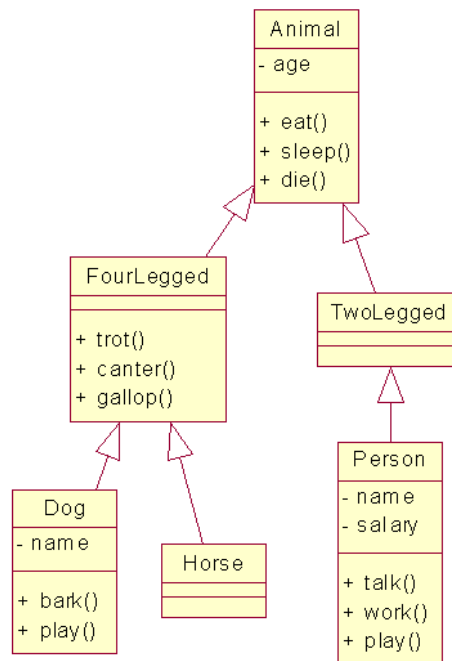 Animal
- age
+ eat()
+ sleep()
+ die()
FourLegged
+ trot()
+ canter()
+ gallop()
TwoLegged
Dog
- name
+ bark()
+ play()
Horse
Person
- name
- salary
+ talk()
+ work()
+ play()